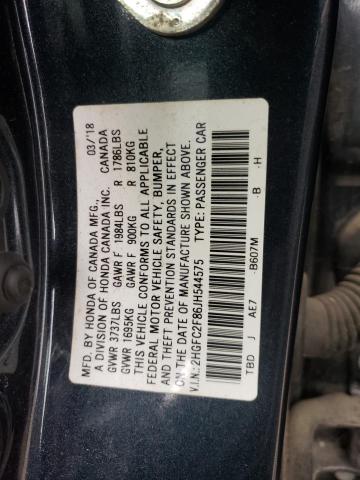 MFD. BY HONDA OF CANADA MFG., 03/18
A DIVISION OF HONDA CANADA INC. CANADA
GVWR 3737LBS GAWR F 1984LBS R 1786LBS
GVWR 1695KG GAWR F 900KG R 810KG
THIS VEHICLE CONFORMS TO ALL APPLICABLE
FEDERAL MOTOR VEHICLE SAFETY, BUMPER,
AND THEFT PREVENTION STANDARDS IN EFFECT
ON THE DATE OF MANUFACTURE SHOWN ABOVE.
V.I.N.:2HGFC2F86JH544575 TYPE: PASSENGER CAR
TBD J AE7 -B607M -B -H